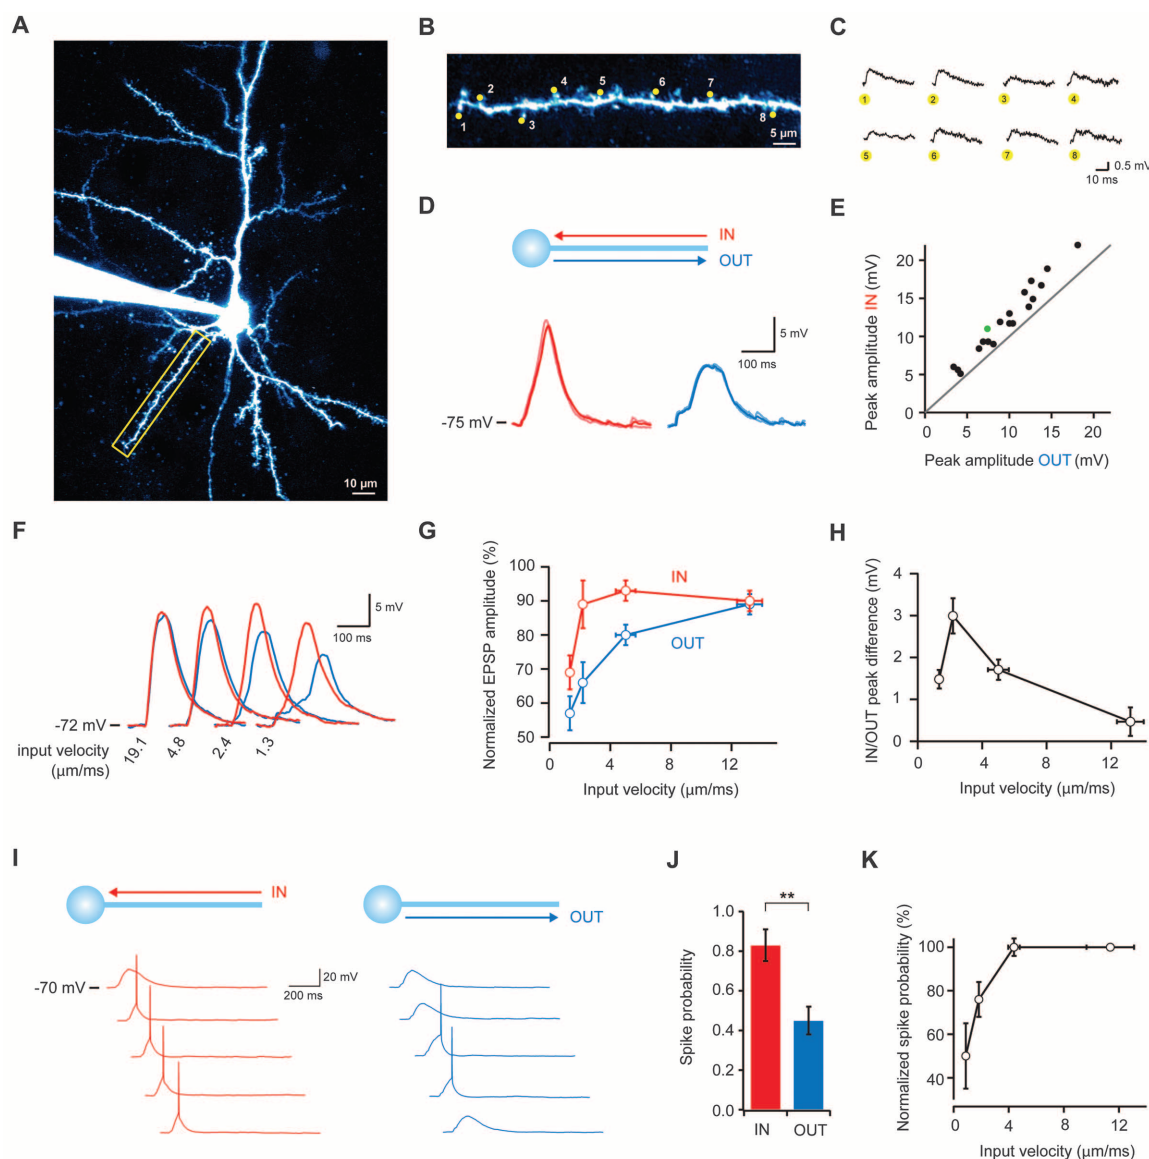 A
10 µm
B
1
2
3
4
5
6
7
8
5 µm
C
1
2
3
4
5
6
7
8
0.5 mV
10 ms
D
IN
OUT
5 mV
100 ms
-75 mV
E
Peak amplitude IN (mV)
20
15
10
5
0
0
5
10
15
20
Peak amplitude OUT (mV)
F
5 mV
100 ms
-72 mV
input velocity
(µm/ms)
19.1
4.8
2.4
1.3
G
Normalized EPSP amplitude (%)
100
90
80
70
60
50
IN
OUT
0
4
8
12
Input velocity (µm/ms)
H
IN/OUT peak difference (mV)
4
3
2
1
0
0
4
8
12
Input velocity (µm/ms)
I
IN
OUT
-70 mV
20 mV
200 ms
J
Spike probability
1.0
0.8
0.6
0.4
0.2
0.0
**
IN
OUT
K
Normalized spike probability (%)
100
80
60
40
0
4
8
12
Input velocity (µm/ms)